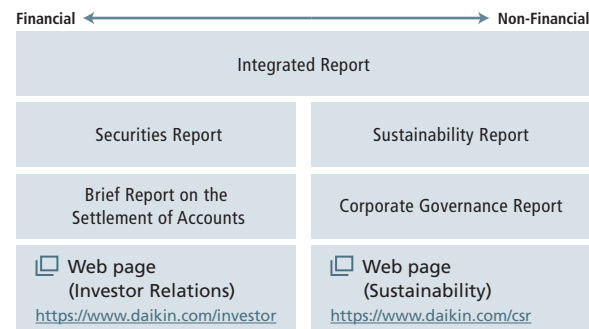 Financial
Non-Financial
Integrated Report
Securities Report
Sustainability Report
Brief Report on the
Settlement of Accounts
Corporate Governance Report
Web page
(Investor Relations)
https://www.daikin.com/investor
Web page
(Sustainability)
https://www.daikin.com/csr